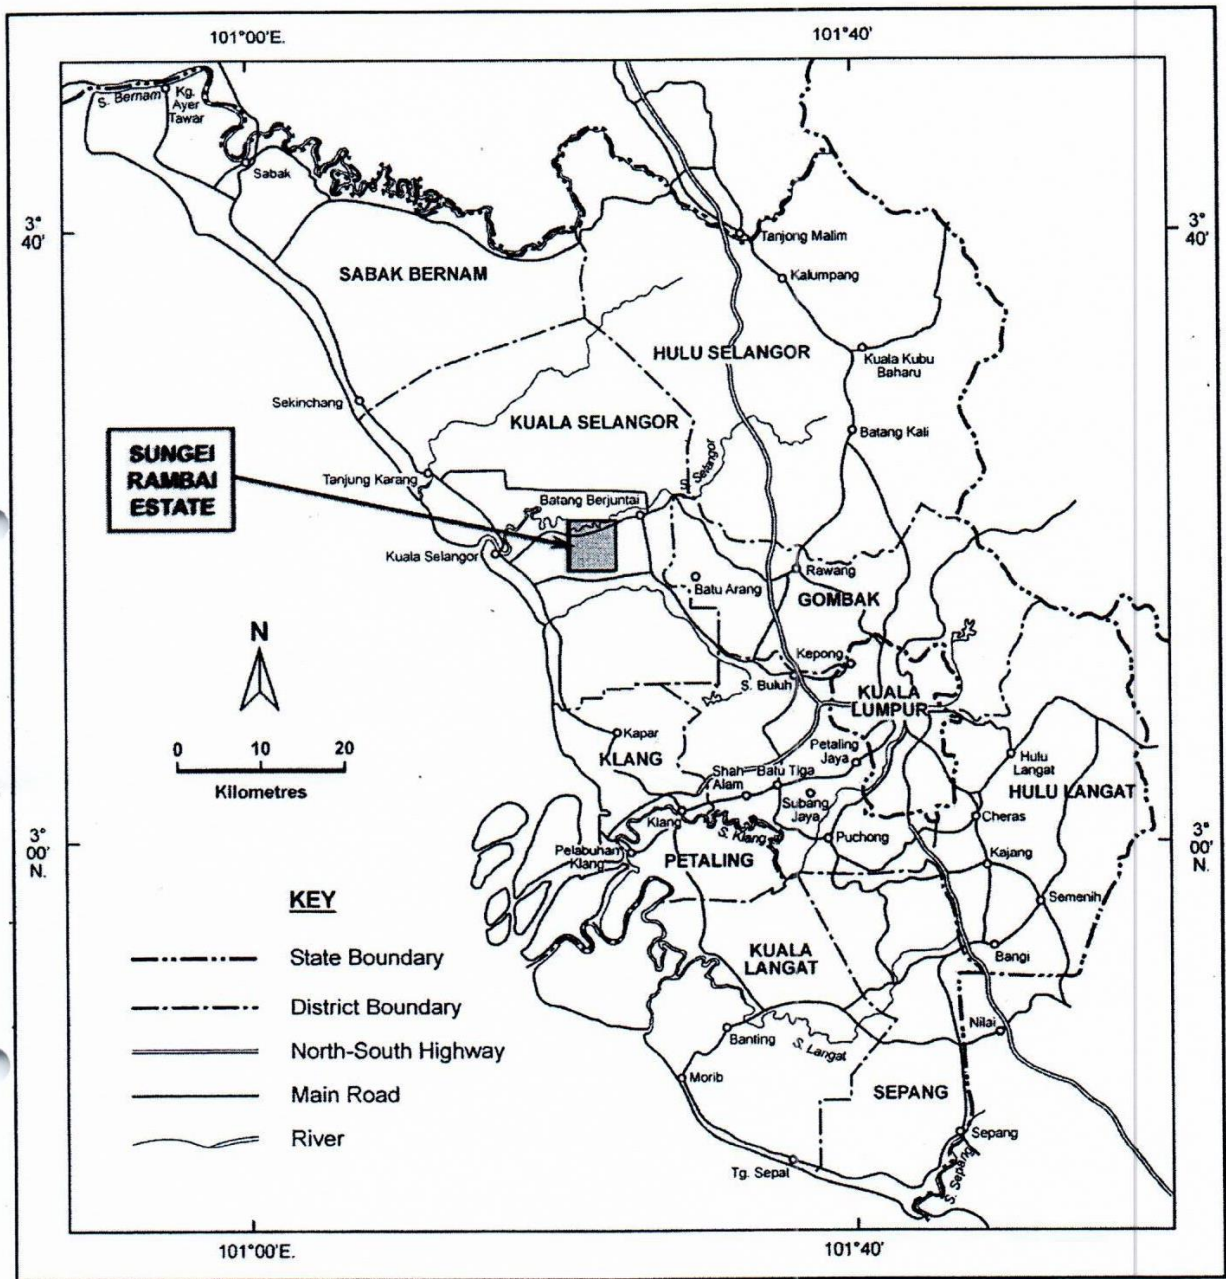 101°00'E.
101°40'
S. Bernam
Kg.
Ayer
Tawar
Sabak
3°
40'
3°
40'
Tanjong Malim
SABAK BERNAM
Kalumpang
HULU SELANGOR
Kuala Kubu
Baharu
Sekinchang
KUALA SELANGOR
Batang Kali
SUNGEI
RAMBAI
ESTATE
Tanjung Karang
S. Selangor
Batang Berjuntai
Kuala Selangor
Rawang
Batu Arang
GOMBAK
N
Kepong
S. Buluh
KUALA
LUMPUR
Kapar
0 10 20
Kilometres
KLANG
Petaling
Jaya
Hulu
Langat
Shah
Alam
Batu Tiga
HULU LANGAT
Subang
Jaya
Klang
S. Klang
Cheras
Puchong
3°
00'
N.
3°
00'
N.
Pelabuhan
Klang
PETALING
Kajang
KEY
Semenih
State Boundary
KUALA
LANGAT
Bangi
District Boundary
Nilai
Banting
S. Langat
North-South Highway
Morib
SEPANG
Main Road
River
Sepang
S. Sepang
Tg. Sepat
101°00'E.
101°40'